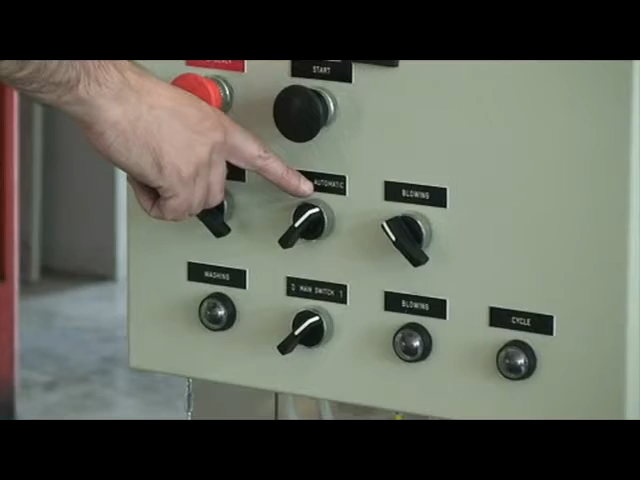 START
AUTOMATIC
BLOWING
WASHING
0 MAIN SWITCH 1
BLOWING
CYCLE